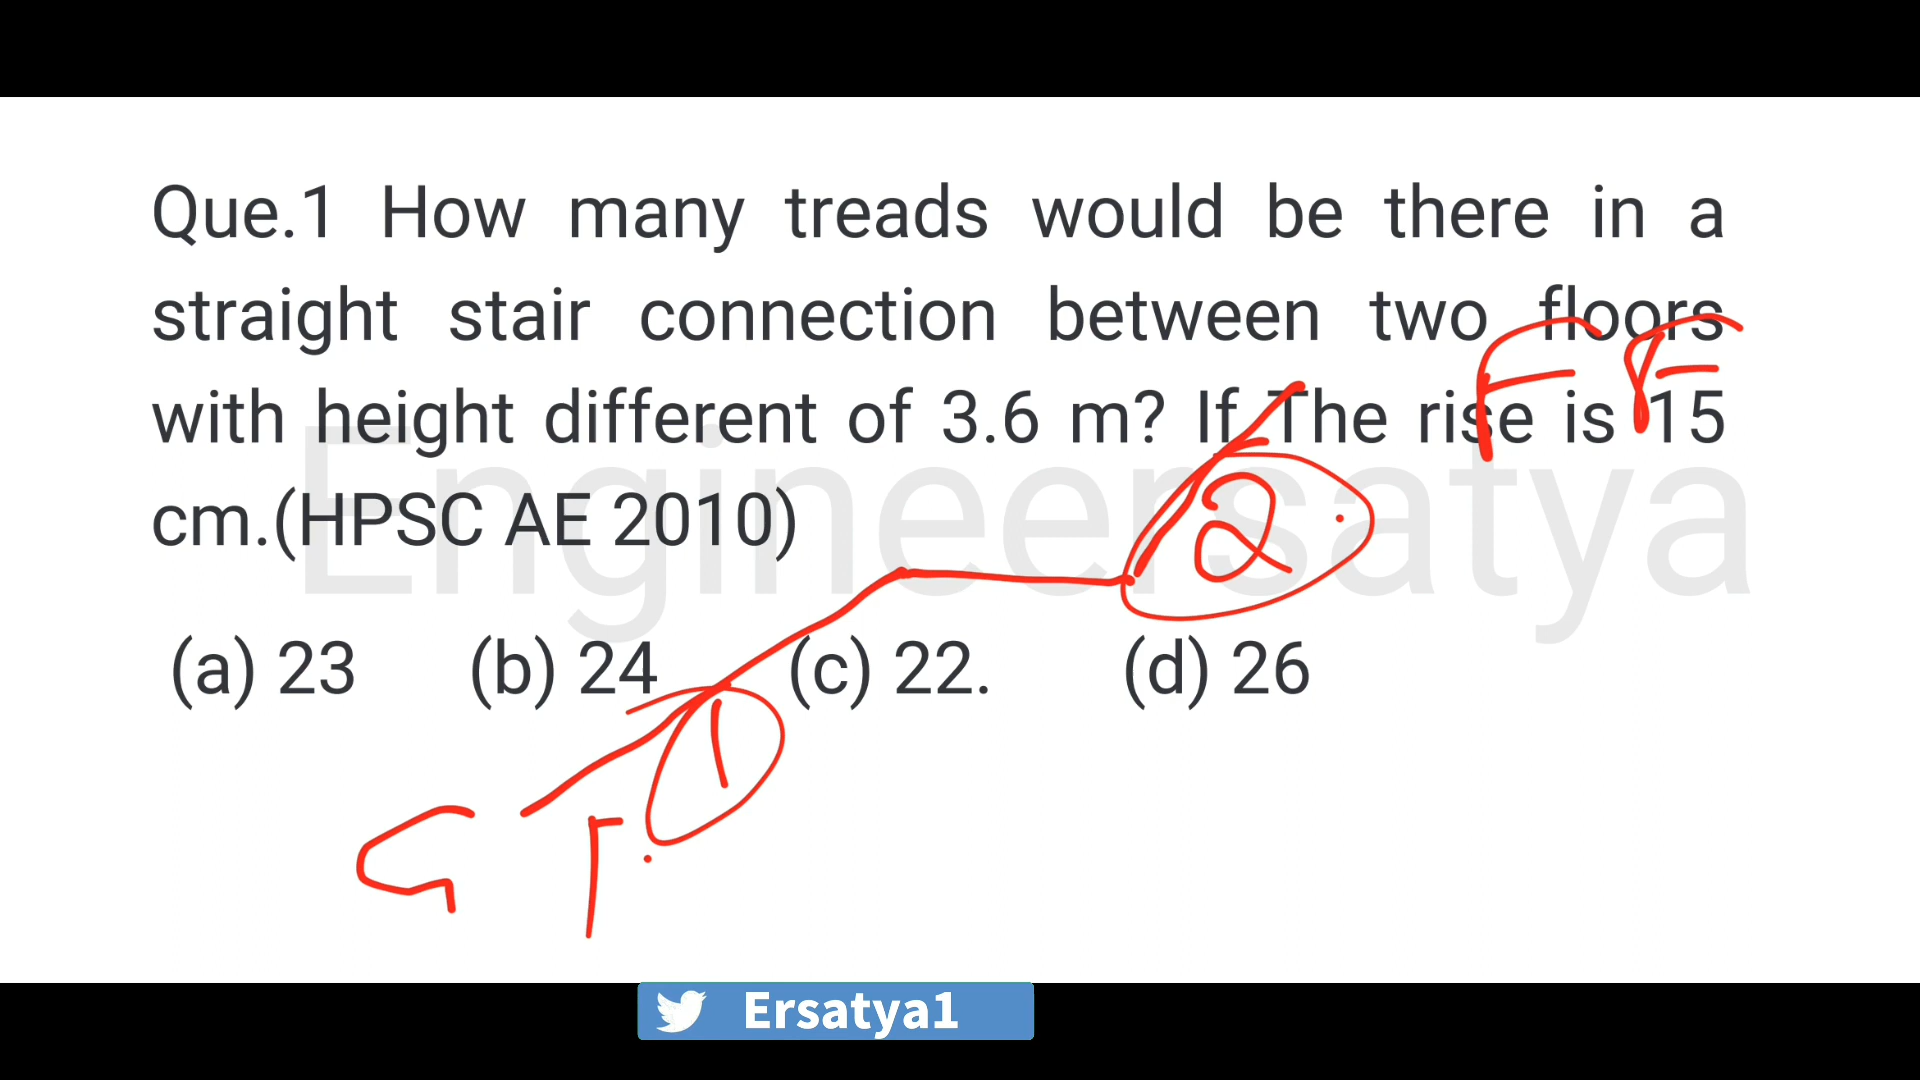 Que.1 How many treads would be there in a
straight stair connection between two floors
with height different of 3.6 m? If The rise is 15
cm.(HPSC AE 2010)
Engineersatya
(a) 23 (b) 24 (c) 22. (d) 26
F F
2
1
G F
Ersatya1